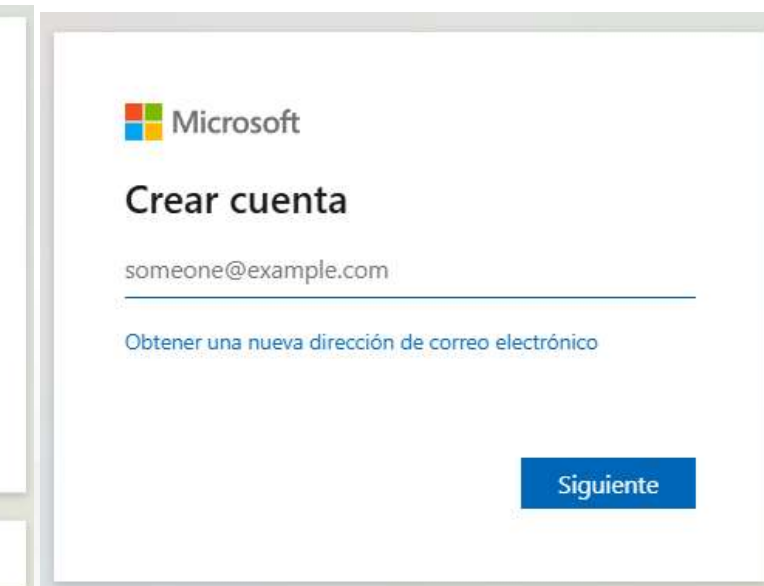 Microsoft
Crear cuenta
someone@example.com
Obtener una nueva dirección de correo electrónico
Siguiente